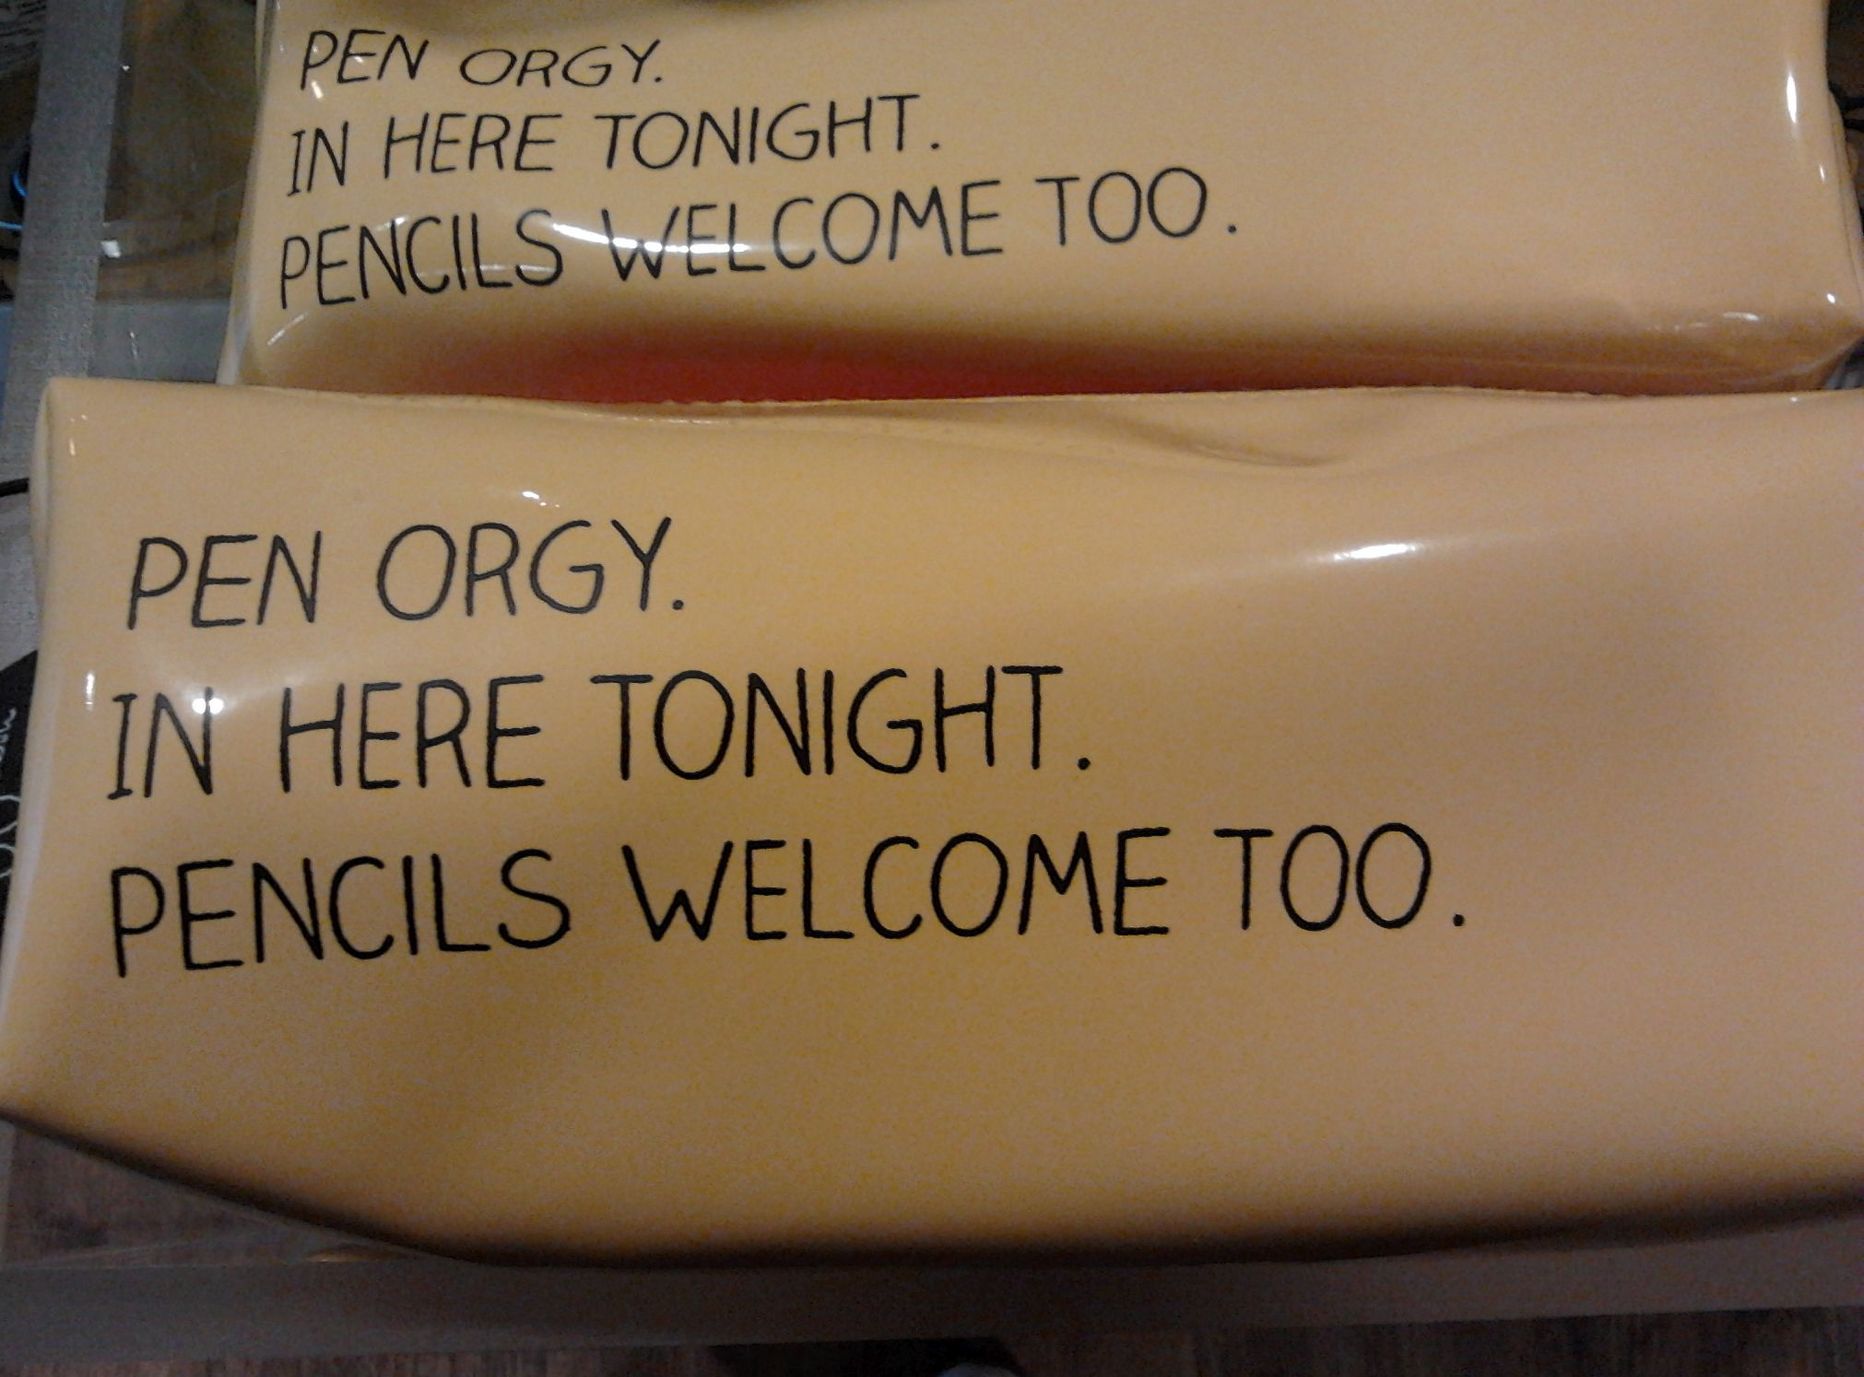 PEN ORGY.
IN HERE TONIGHT.
PENCILS WELCOME TOO.
PEN ORGY.
IN HERE TONIGHT.
PENCILS WELCOME TOO.